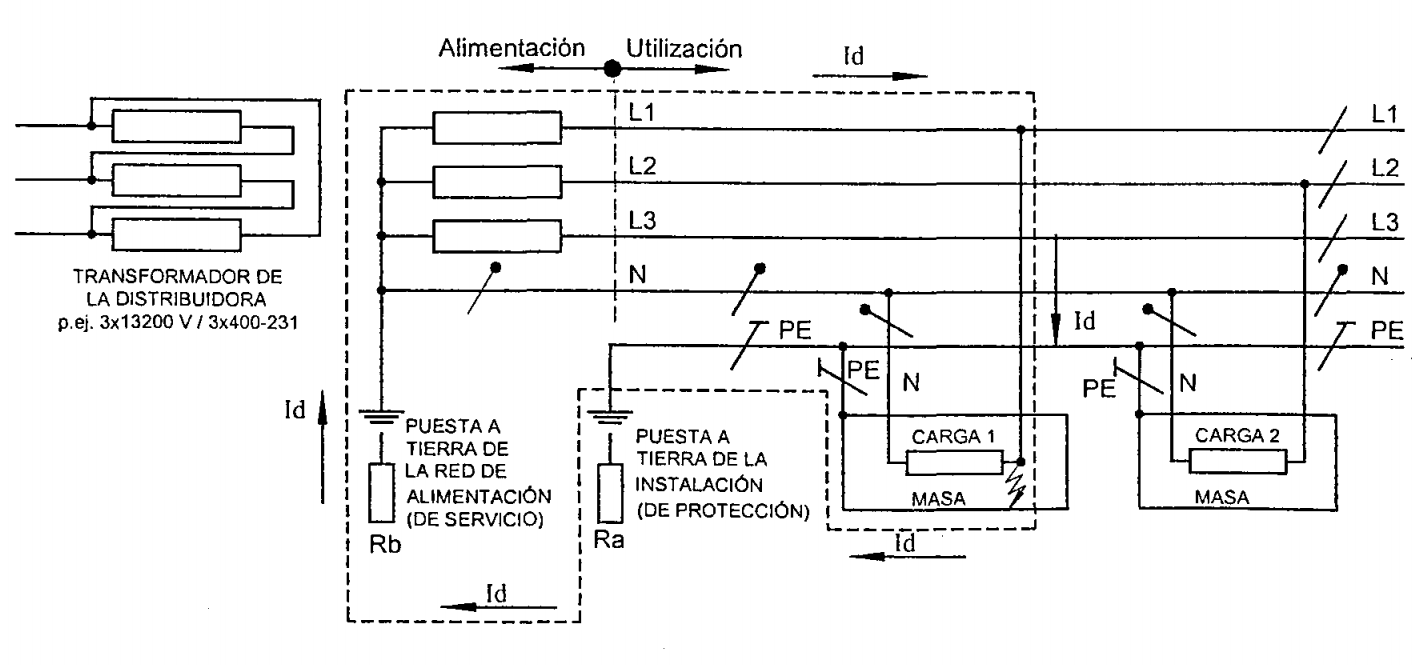 Alimentación
Utilización
Id
L1
L1
L2
L2
L3
L3
N
N
PE
PE
TRANSFORMADOR DE
LA DISTRIBUIDORA
p.ej. 3x13200 V / 3x400-231
Id
PE
N
PE
N
Id
PUESTA A
TIERRA DE
LA RED DE
ALIMENTACIÓN
(DE SERVICIO)
Rb
PUESTA A
TIERRA DE LA
INSTALACIÓN
(DE PROTECCIÓN)
Ra
CARGA 1
MASA
CARGA 2
MASA
Id
Id